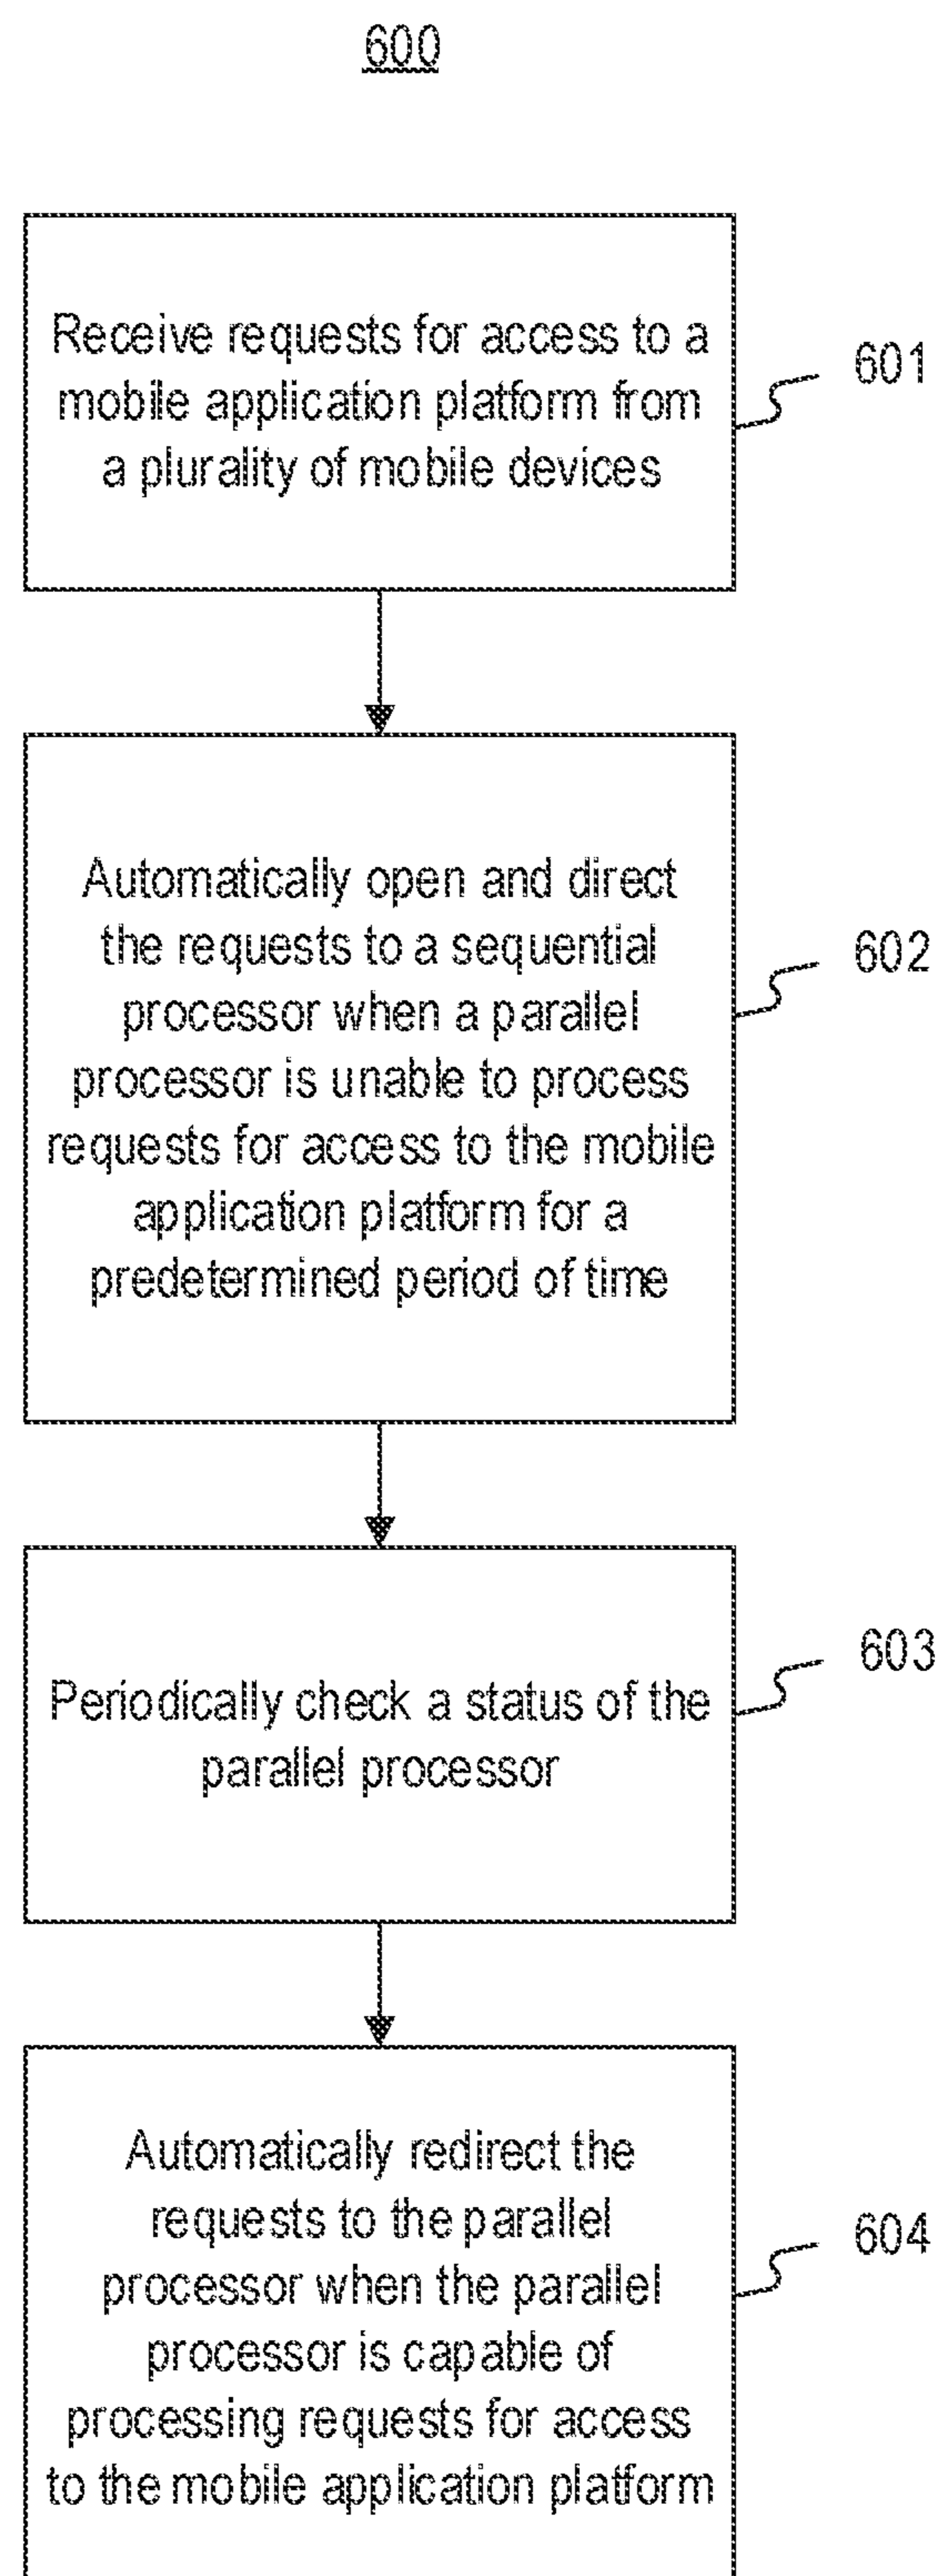 600
Receive requests for access to a
mobile application platform from
a plurality of mobile devices
601
Automatically open and direct
the requests to a sequential
processor when a parallel
processor is unable to process
requests for access to the mobile
application platform for a
predetermined period of time
602
Periodically check a status of the
parallel processor
603
Automatically redirect the
requests to the parallel
processor when the parallel
processor is capable of
processing requests for access
to the mobile application platform
604